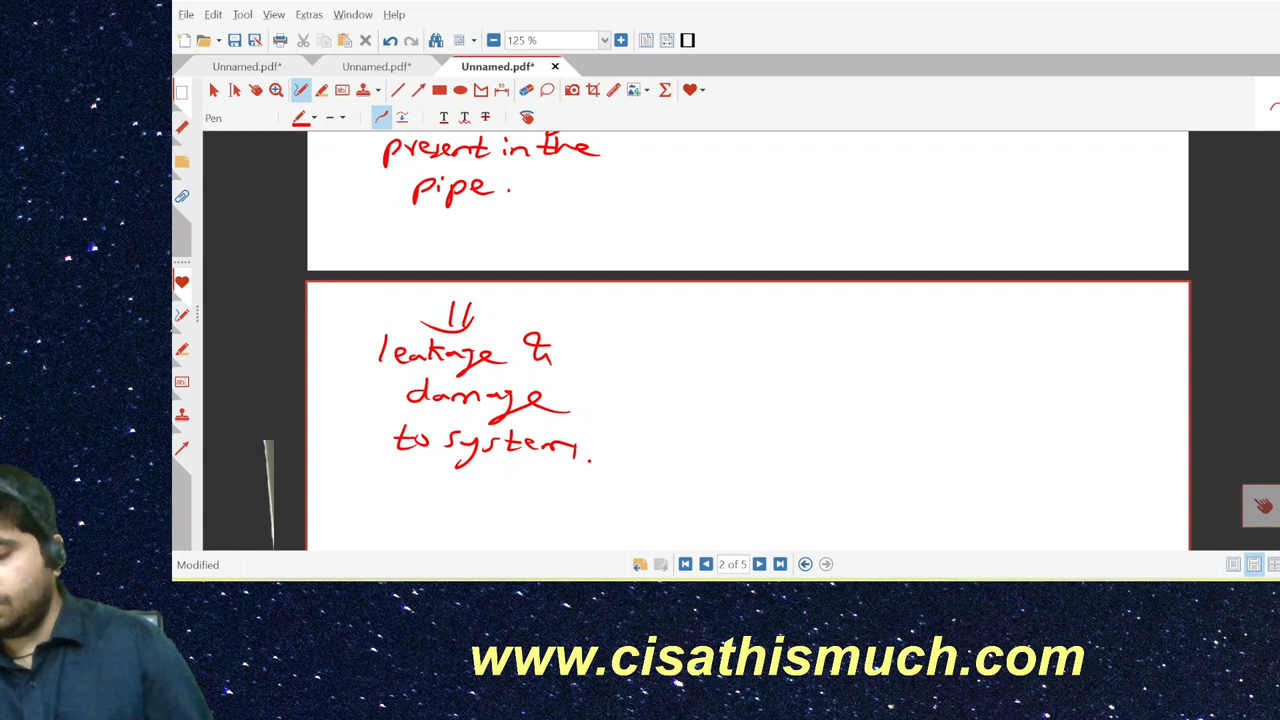 File Edit Tool View Extras Window Help
125 %
Unnamed.pdf* Unnamed.pdf* Unnamed.pdf*
Pen
present in the
pipe.
leakage &
damage
to system.
Modified
2 of 5
www.cisathismuch.com